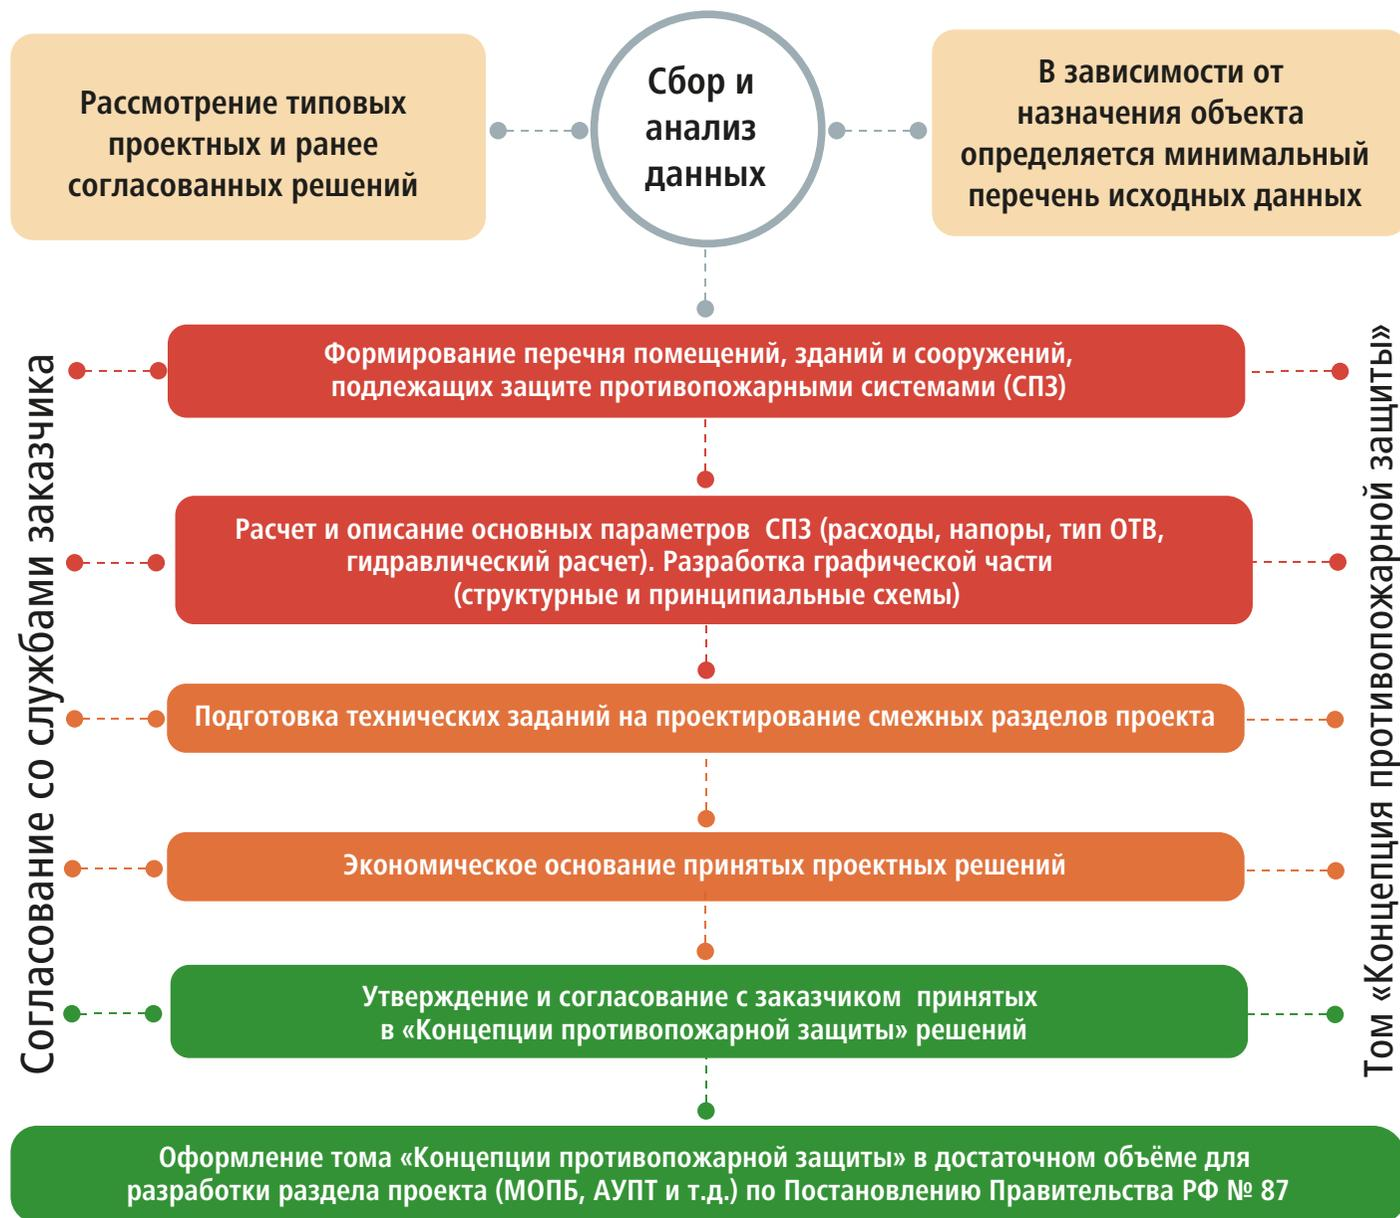 Рассмотрение типовых
проектных и ранее
согласованных решений
Сбор и
анализ
данных
В зависимости от
назначения объекта
определяется минимальный
перечень исходных данных
Согласование со службами заказчика
Формирование перечня помещений, зданий и сооружений,
подлежащих защите противопожарными системами (СПЗ)
Расчет и описание основных параметров СПЗ (расходы, напоры, тип ОТВ,
гидравлический расчет). Разработка графической части
(структурные и принципиальные схемы)
Подготовка технических заданий на проектирование смежных разделов проекта
Экономическое основание принятых проектных решений
Утверждение и согласование с заказчиком принятых
в «Концепции противопожарной защиты» решений
Том «Концепция противопожарной защиты»
Оформление тома «Концепции противопожарной защиты» в достаточном объёме для
разработки раздела проекта (МОПБ, АУПТ и т.д.) по Постановлению Правительства РФ № 87